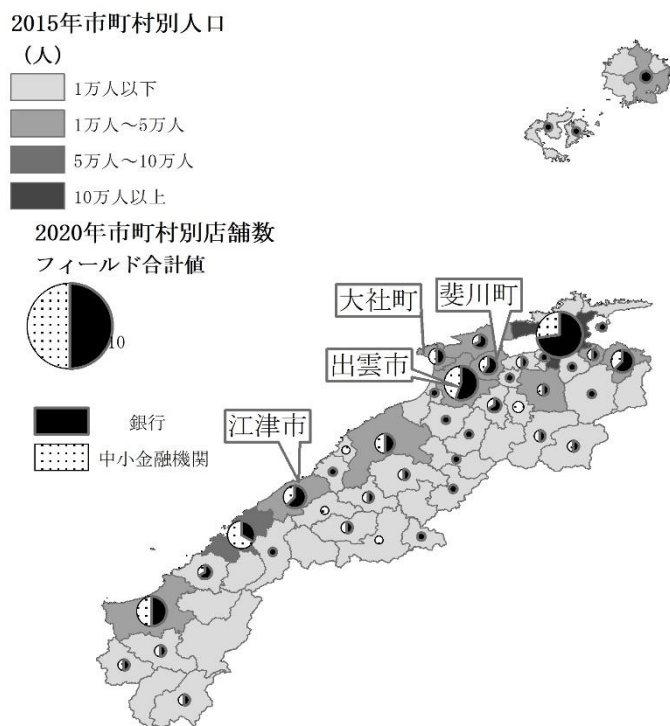 2015年市町村別人口
（人）
1万人以下
1万人～5万人
5万人～10万人
10万人以上
2020年市町村別店舗数
フィールド合計値
10
銀行
中小金融機関
大社町
斐川町
出雲市
江津市